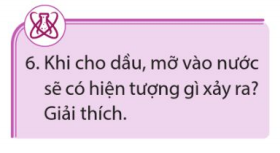 6. Khi cho dầu, mỡ vào nước
sẽ có hiện tượng gì xảy ra?
Giải thích.